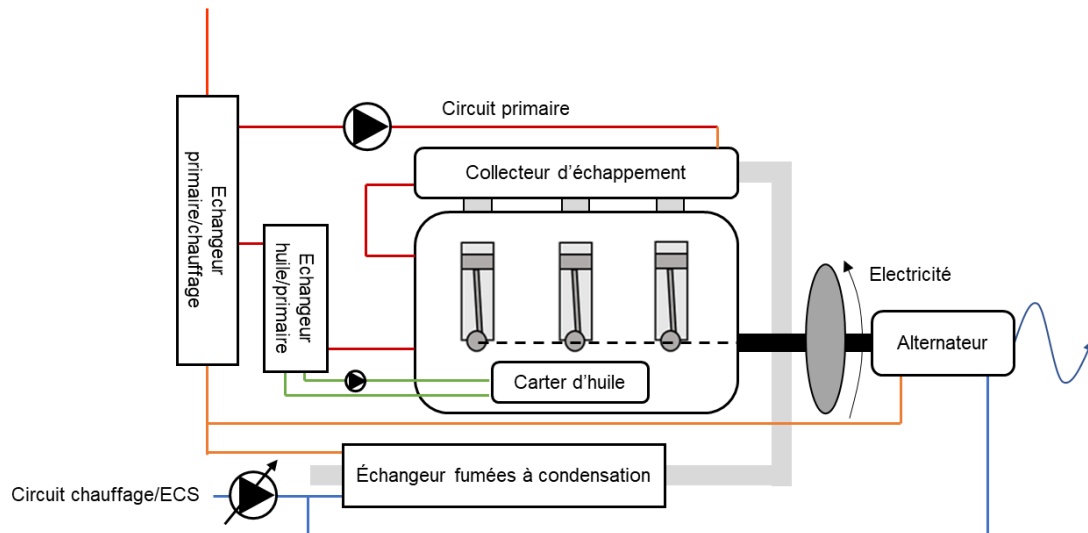 Circuit primaire
Collecteur d’échappement
Echangeur
primaire/chauffage
Echangeur
huile/primaire
Electricité
Alternateur
Carter d’huile
Échangeur fumées à condensation
Circuit chauffage/ECS